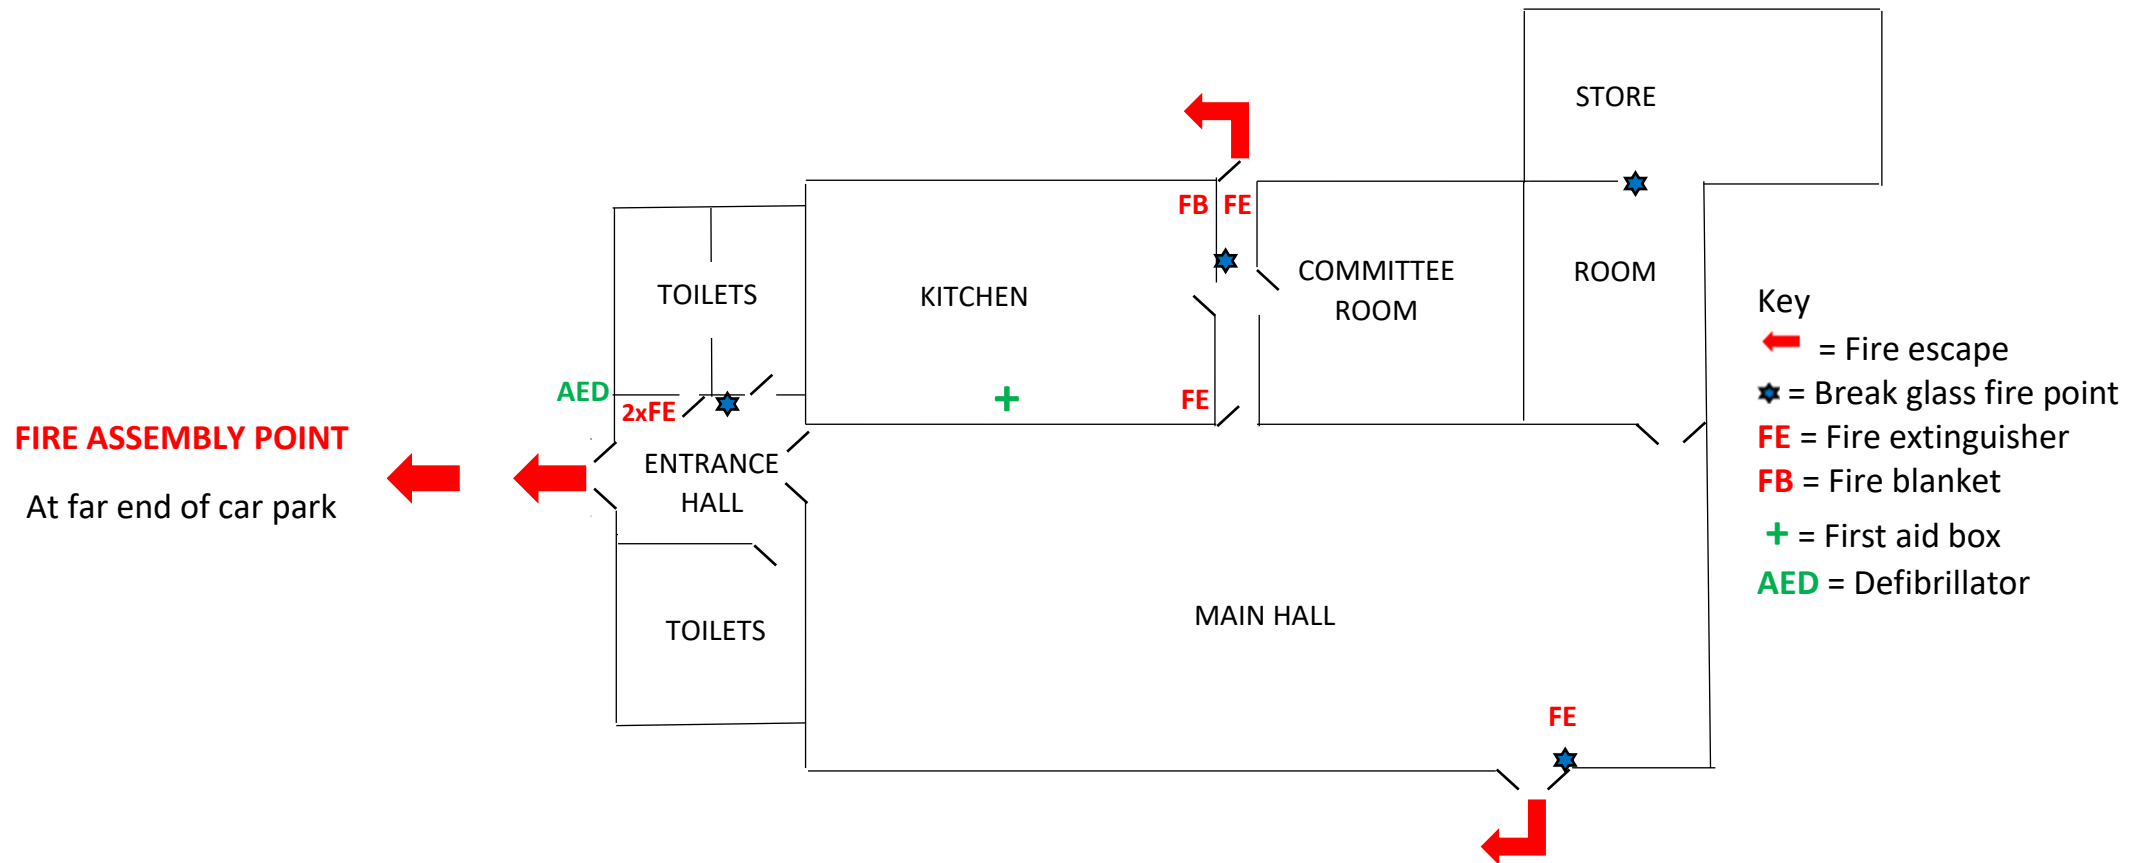 STORE
ROOM
FB FE
COMMITTEE
ROOM
TOILETS
KITCHEN
AED
2xFE
FE
FIRE ASSEMBLY POINT
At far end of car park
ENTRANCE
HALL
TOILETS
MAIN HALL
FE
Key
= Fire escape
= Break glass fire point
FE = Fire extinguisher
FB = Fire blanket
+ = First aid box
AED = Defibrillator